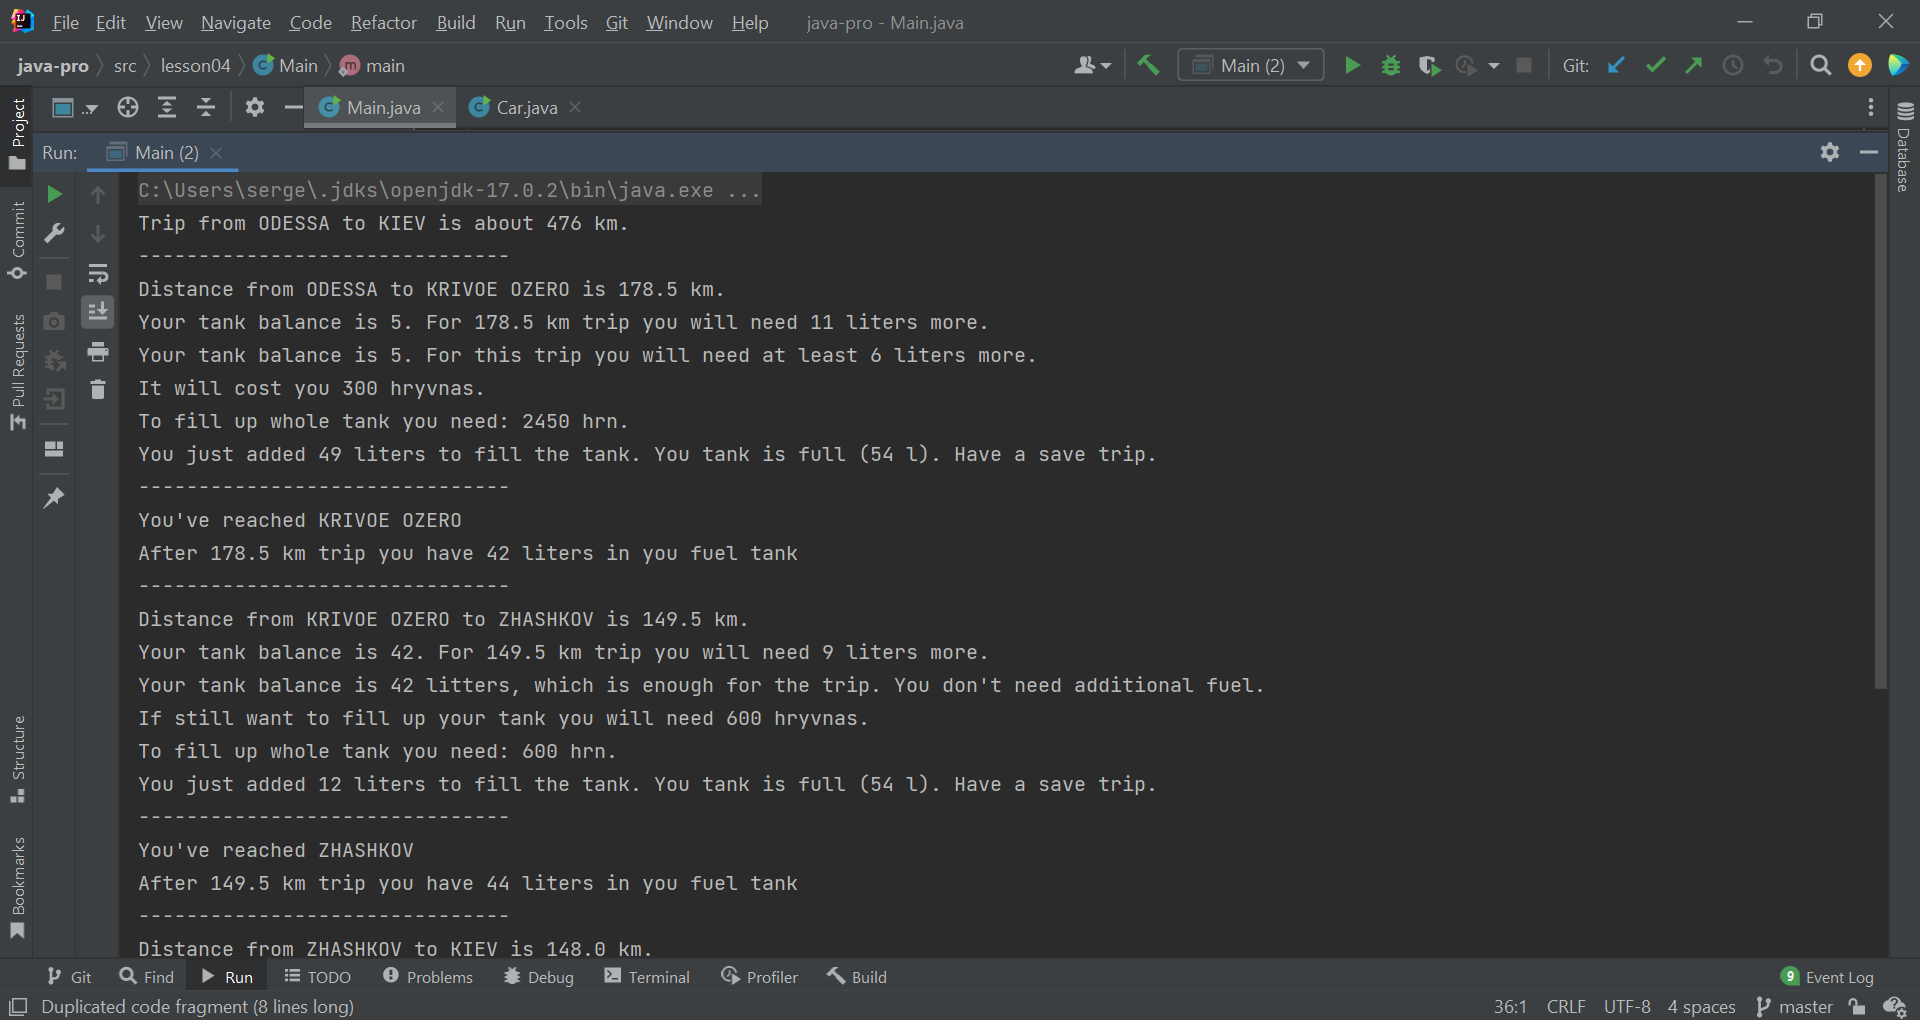 File Edit View Navigate Code Refactor Build Run Tools Git Window Help java-pro - Main.java
java-pro src lesson04 Main main Main (2) Git:
Main.java Car.java
Run: Main (2)
C:\Users\serge\.jdks\openjdk-17.0.2\bin\java.exe ...
Trip from ODESSA to KIEV is about 476 km.
-------------------------------
Distance from ODESSA to KRIVOE OZERO is 178.5 km.
Your tank balance is 5. For 178.5 km trip you will need 11 liters more.
Your tank balance is 5. For this trip you will need at least 6 liters more.
It will cost you 300 hryvnas.
To fill up whole tank you need: 2450 hrn.
You just added 49 liters to fill the tank. You tank is full (54 l). Have a save trip.
-------------------------------
You've reached KRIVOE OZERO
After 178.5 km trip you have 42 liters in you fuel tank
-------------------------------
Distance from KRIVOE OZERO to ZHASHKOV is 149.5 km.
Your tank balance is 42. For 149.5 km trip you will need 9 liters more.
Your tank balance is 42 litters, which is enough for the trip. You don't need additional fuel.
If still want to fill up your tank you will need 600 hryvnas.
To fill up whole tank you need: 600 hrn.
You just added 12 liters to fill the tank. You tank is full (54 l). Have a save trip.
-------------------------------
You've reached ZHASHKOV
After 149.5 km trip you have 44 liters in you fuel tank
-------------------------------
Distance from ZHASHKOV to KIEV is 148.0 km.
Project
Commit
Pull Requests
Structure
Bookmarks
Database
Git Find Run TODO Problems Debug Terminal Profiler Build 9 Event Log
Duplicated code fragment (8 lines long) 36:1 CRLF UTF-8 4 spaces master